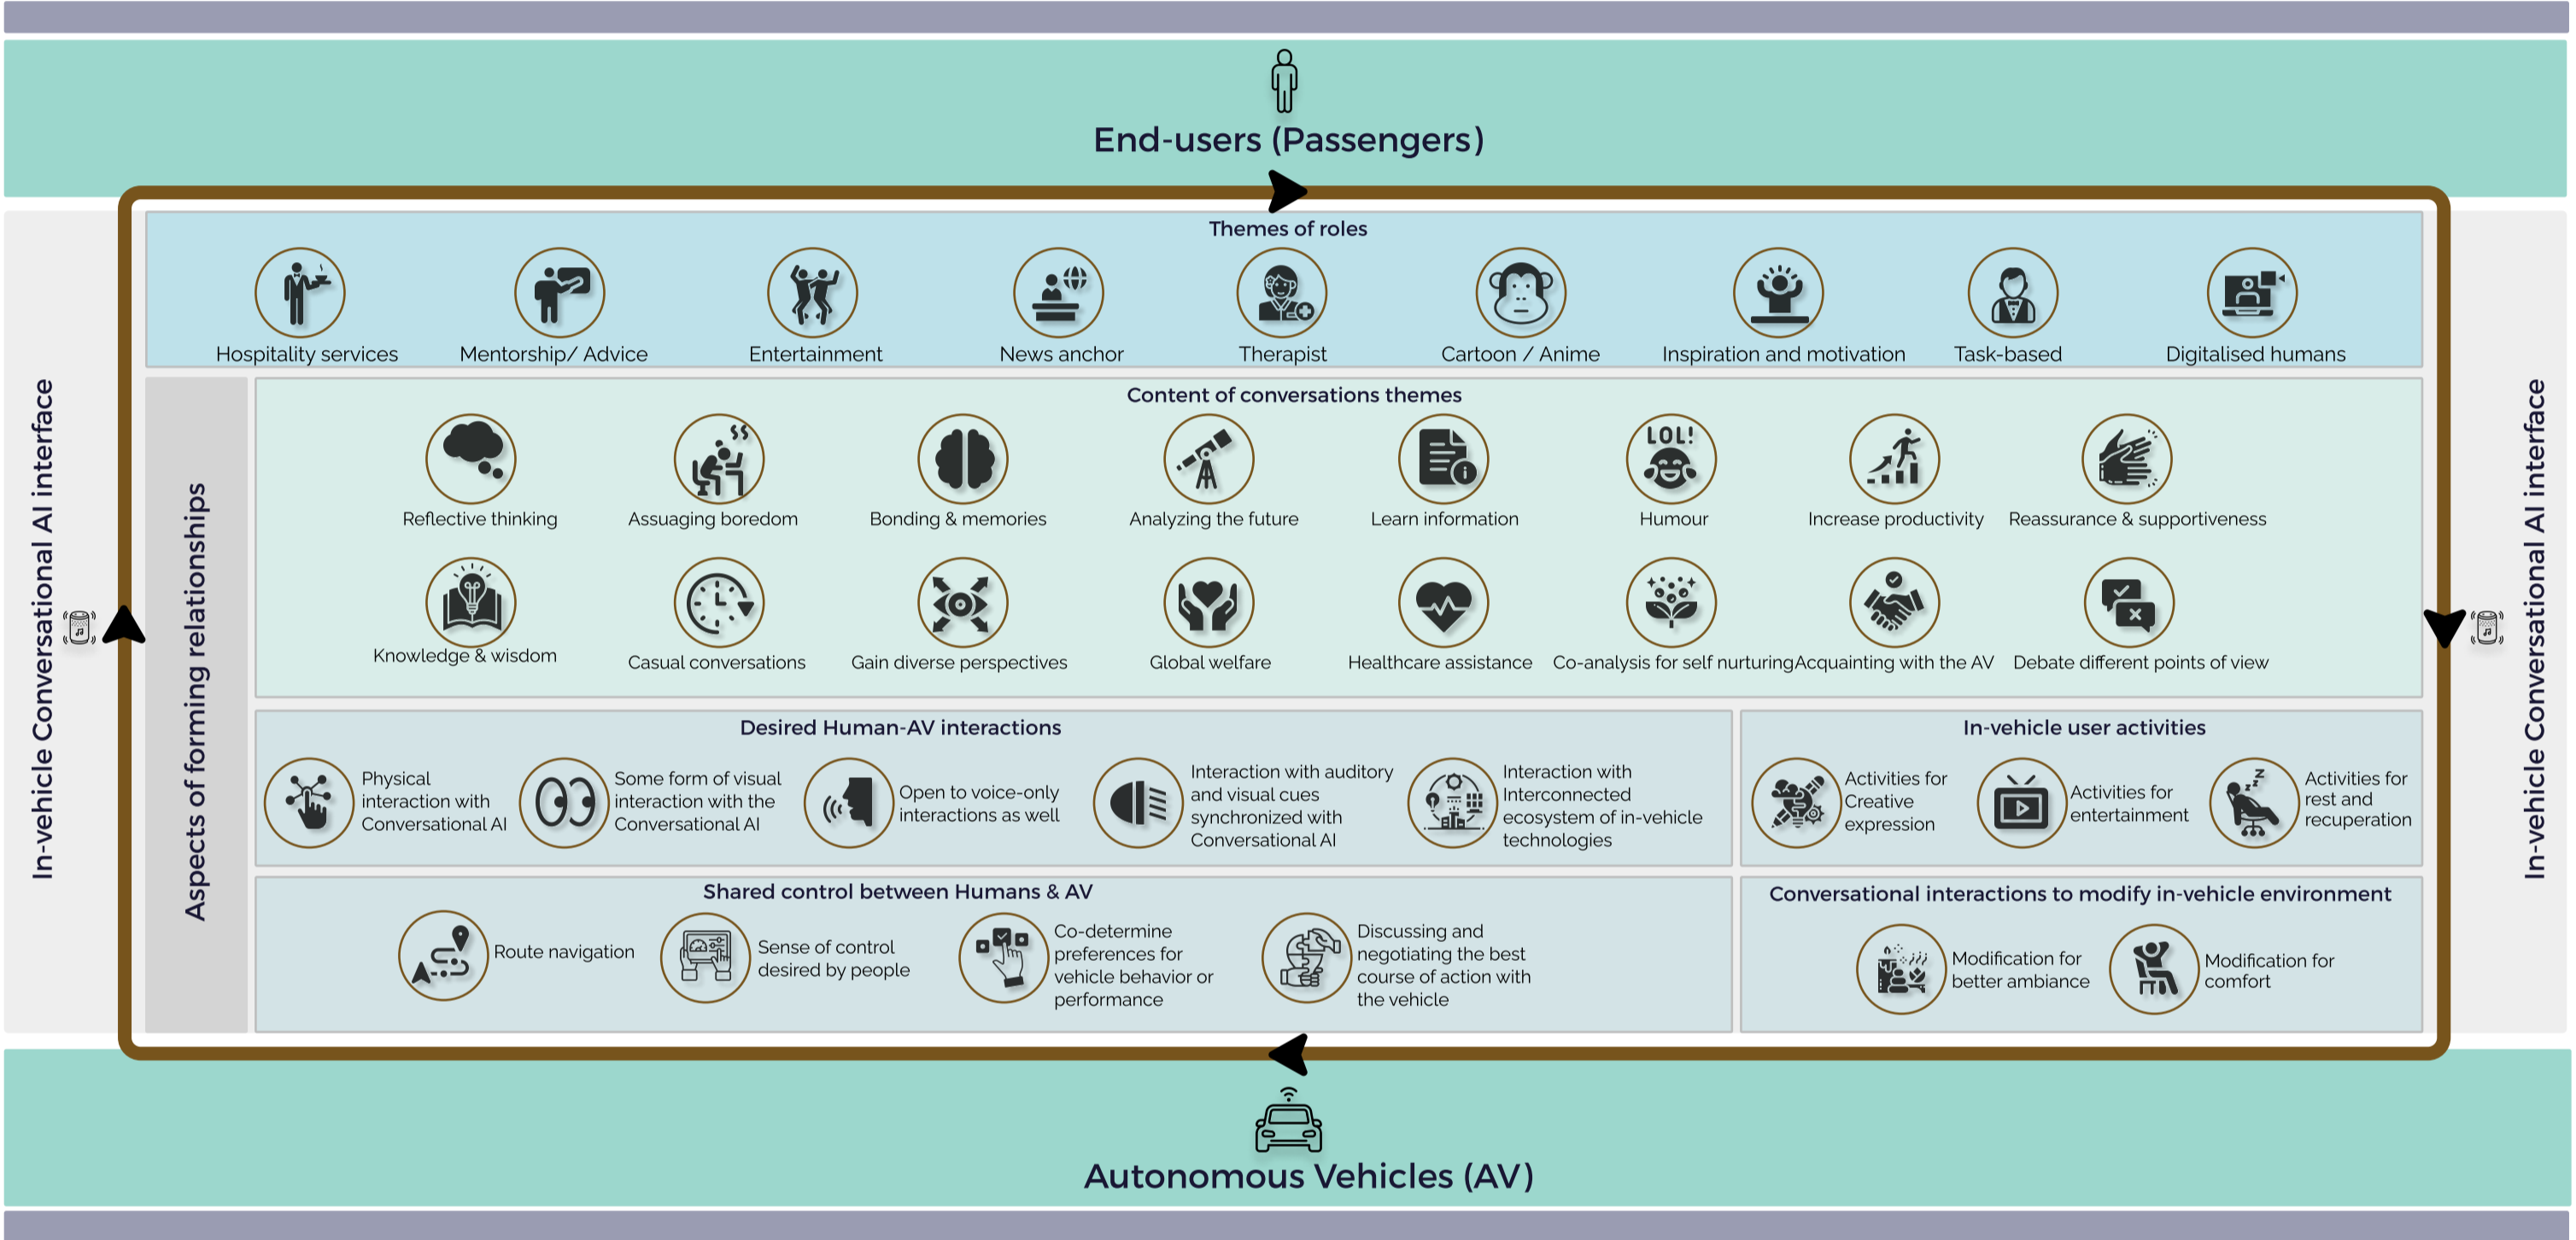 End-users (Passengers)
In-vehicle Conversational AI interface
Themes of roles
Hospitality services
Mentorship/ Advice
Entertainment
News anchor
Therapist
Cartoon / Anime
Inspiration and motivation
Task-based
Digitalised humans
Aspects of forming relationships
Content of conversations themes
Reflective thinking
Assuaging boredom
Bonding & memories
Analyzing the future
Learn information
LOL!
Humour
Increase productivity
Reassurance & supportiveness
Knowledge & wisdom
Casual conversations
Gain diverse perspectives
Global welfare
Healthcare assistance
Co-analysis for self nurturing
Acquainting with the AV
Debate different points of view
Desired Human-AV interactions
Physical
interaction with
Conversational AI
Some form of visual
interaction with the
Conversational AI
Open to voice-only
interactions as well
Interaction with auditory
and visual cues
synchronized with
Conversational AI
Interaction with
Interconnected
ecosystem of in-vehicle
technologies
In-vehicle user activities
Activities for
Creative
expression
Activities for
entertainment
Z
z
z
Activities for
rest and
recuperation
Shared control between Humans & AV
Route navigation
Sense of control
desired by people
Co-determine
preferences for
vehicle behavior or
performance
Discussing and
negotiating the best
course of action with
the vehicle
Conversational interactions to modify in-vehicle environment
Modification for
better ambiance
Modification for
comfort
In-vehicle Conversational AI interface
Autonomous Vehicles (AV)